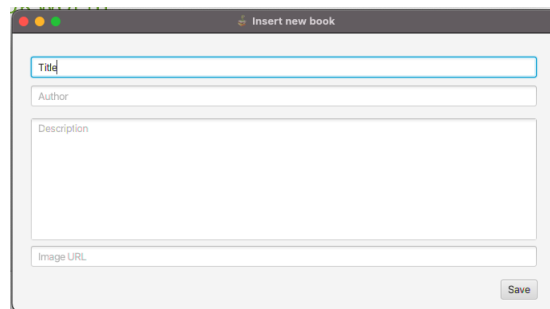 Insert new book
Title
Author
Description
Image URL
Save